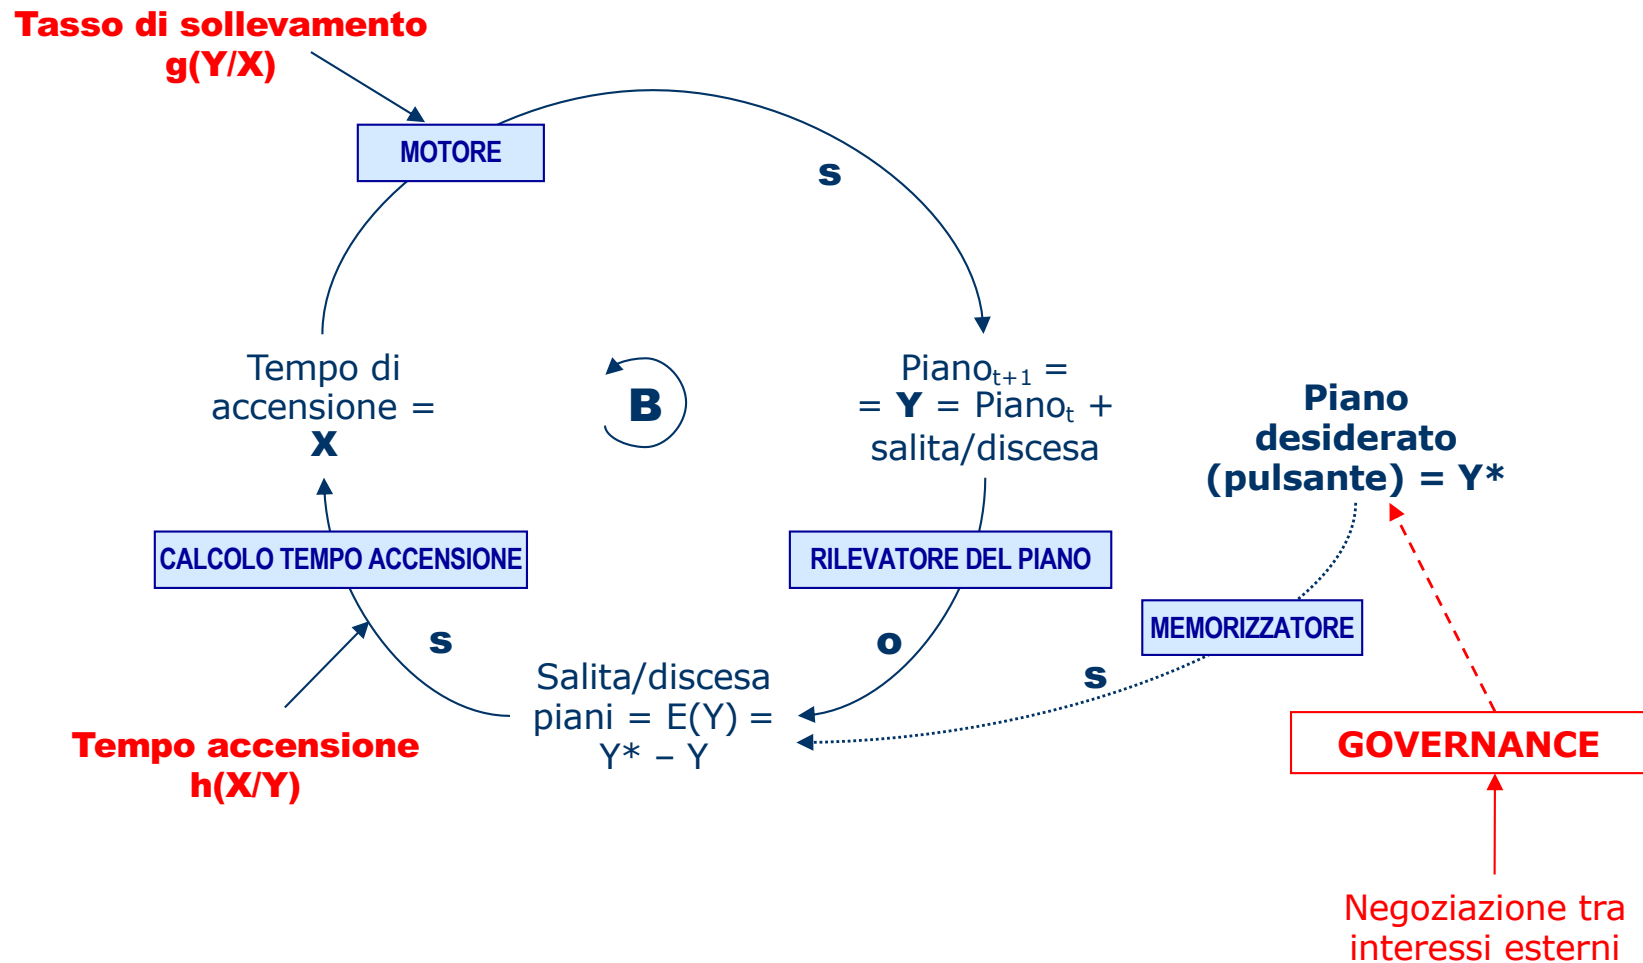 Tasso di sollevamento
g(Y/X)
MOTORE
s
Tempo di
accensione =
X
B
Piano_{t+1} =
= Y = Piano_t +
salita/discesa
Piano
desiderato
(pulsante) = Y*
CALCOLO TEMPO ACCENSIONE
RILEVATORE DEL PIANO
MEMORIZZATORE
s
o
s
Salita/discesa
piani = E(Y) =
Y* – Y
Tempo accensione
h(X/Y)
GOVERNANCE
Negoziazione tra
interessi esterni